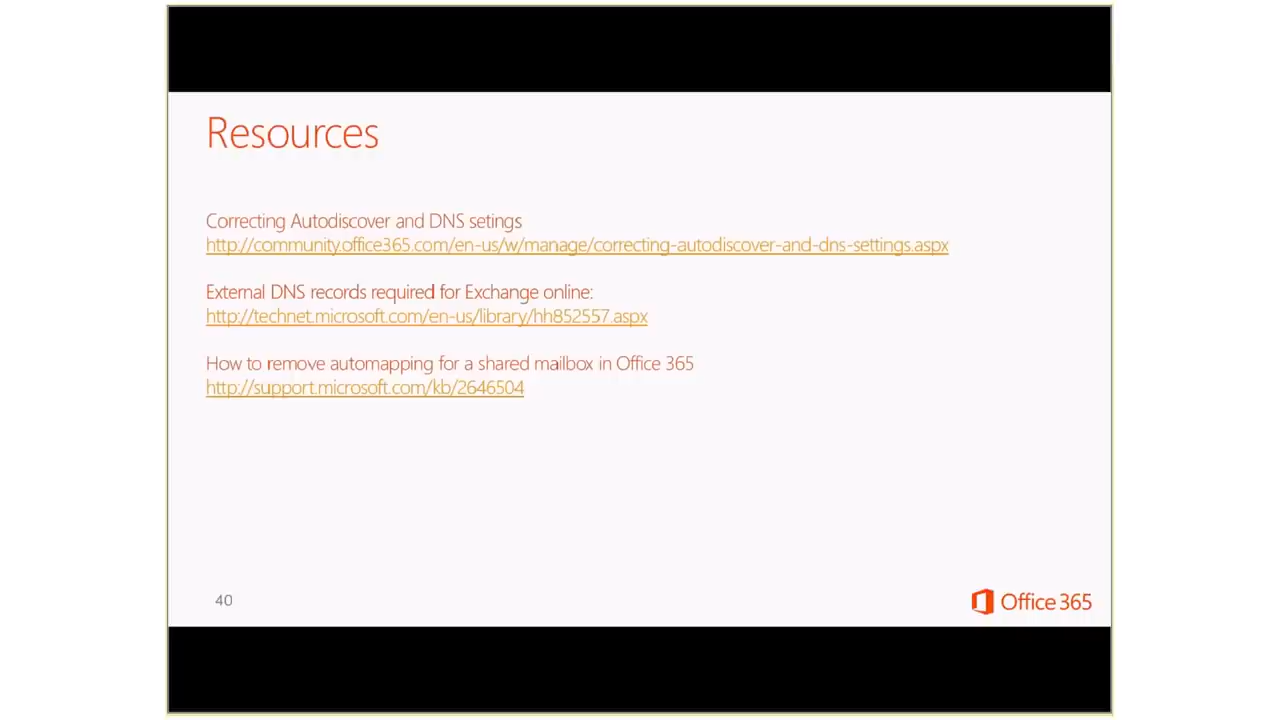 Resources
Correcting Autodiscover and DNS setings
http://community.office365.com/en-us/w/manage/correcting-autodiscover-and-dns-settings.aspx
External DNS records required for Exchange online:
http://technet.microsoft.com/en-us/library/hh852557.aspx
How to remove automapping for a shared mailbox in Office 365
http://support.microsoft.com/kb/2646504
40
Office 365